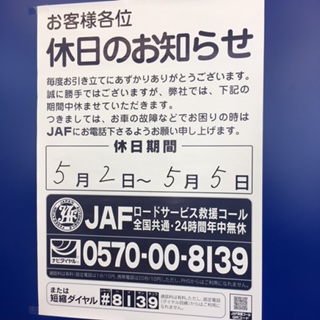 お客様各位
休日のお知らせ
毎度お引き立てにあずかりありがとうございます。
誠に勝手ではございますが、弊社では、下記の
期間中休ませていただきます。
つきましては、お車の故障などでお困りの時は
JAFにお電話下さるようお願い申し上げます。
休日期間
5月2日〜5月5日
JAF ロードサービス救援コール
全国共通・24時間年中無休
ナビダイヤル 0570-00-8139
または
短縮ダイヤル #8139